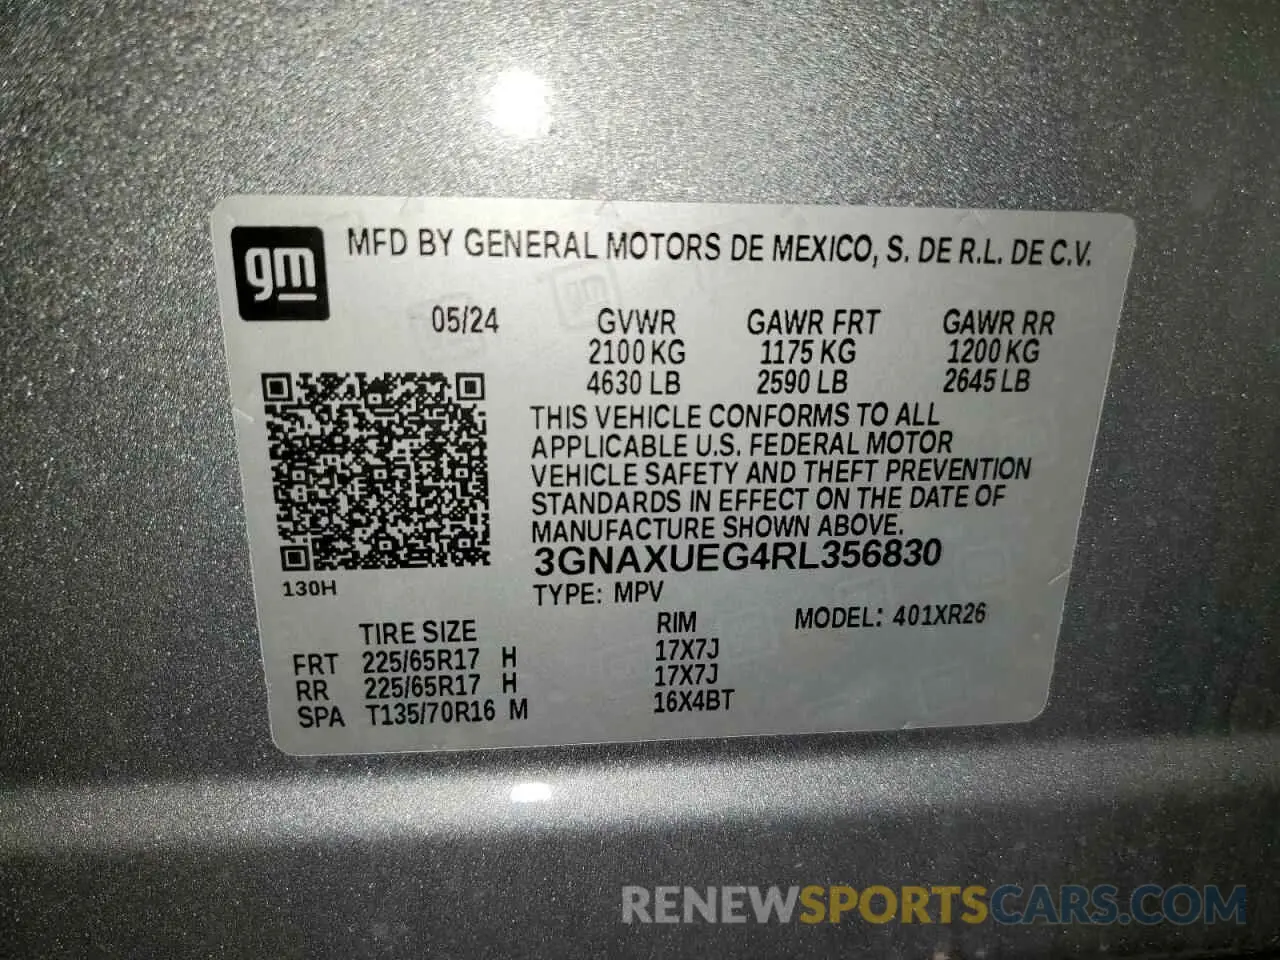 gm
MFD BY GENERAL MOTORS DE MEXICO, S. DE R.L. DE C.V.
05/24 GVWR GAWR FRT GAWR RR
2100 KG 1175 KG 1200 KG
4630 LB 2590 LB 2645 LB
THIS VEHICLE CONFORMS TO ALL
APPLICABLE U.S. FEDERAL MOTOR
VEHICLE SAFETY AND THEFT PREVENTION
STANDARDS IN EFFECT ON THE DATE OF
MANUFACTURE SHOWN ABOVE.
3GNAXUEG4RL356830
130H
TYPE: MPV
TIRE SIZE RIM MODEL: 401XR26
FRT 225/65R17 H 17X7J
RR 225/65R17 H 17X7J
SPA T135/70R16 M 16X4BT
RENEWSPORTSCARS.COM